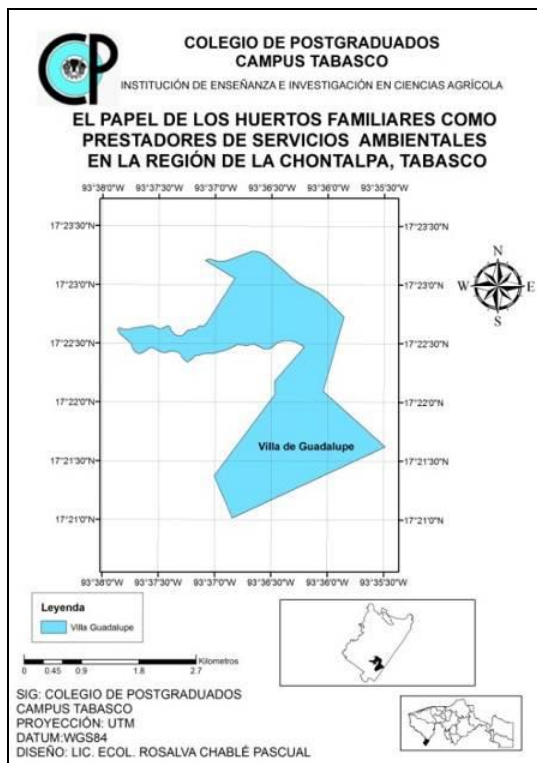 CP
COLEGIO DE POSTGRADUADOS
CAMPUS TABASCO
INSTITUCIÓN DE ENSEÑANZA E INVESTIGACIÓN EN CIENCIAS AGRÍCOLA
EL PAPEL DE LOS HUERTOS FAMILIARES COMO
PRESTADORES DE SERVICIOS AMBIENTALES
EN LA REGIÓN DE LA CHONTALPA, TABASCO
93°38'0"W 93°37'30"W 93°37'0"W 93°36'30"W 93°36'0"W 93°35'30"W
17°23'30"N 17°23'30"N
N
17°23'0"N 17°23'0"N
W E
S
17°22'30"N 17°22'30"N
17°22'0"N 17°22'0"N
Villa de Guadalupe
17°21'30"N 17°21'30"N
17°21'0"N 17°21'0"N
93°38'0"W 93°37'30"W 93°37'0"W 93°36'30"W 93°36'0"W 93°35'30"W
Leyenda
Villa Guadalupe
Kilometros
0 0.45 0.9 1.8 2.7
SIG: COLEGIO DE POSTGRADUADOS
CAMPUS TABASCO
PROYECCIÓN: UTM
DATUM:WGS84
DISEÑO: LIC. ECOL. ROSALVA CHABLÉ PASCUAL